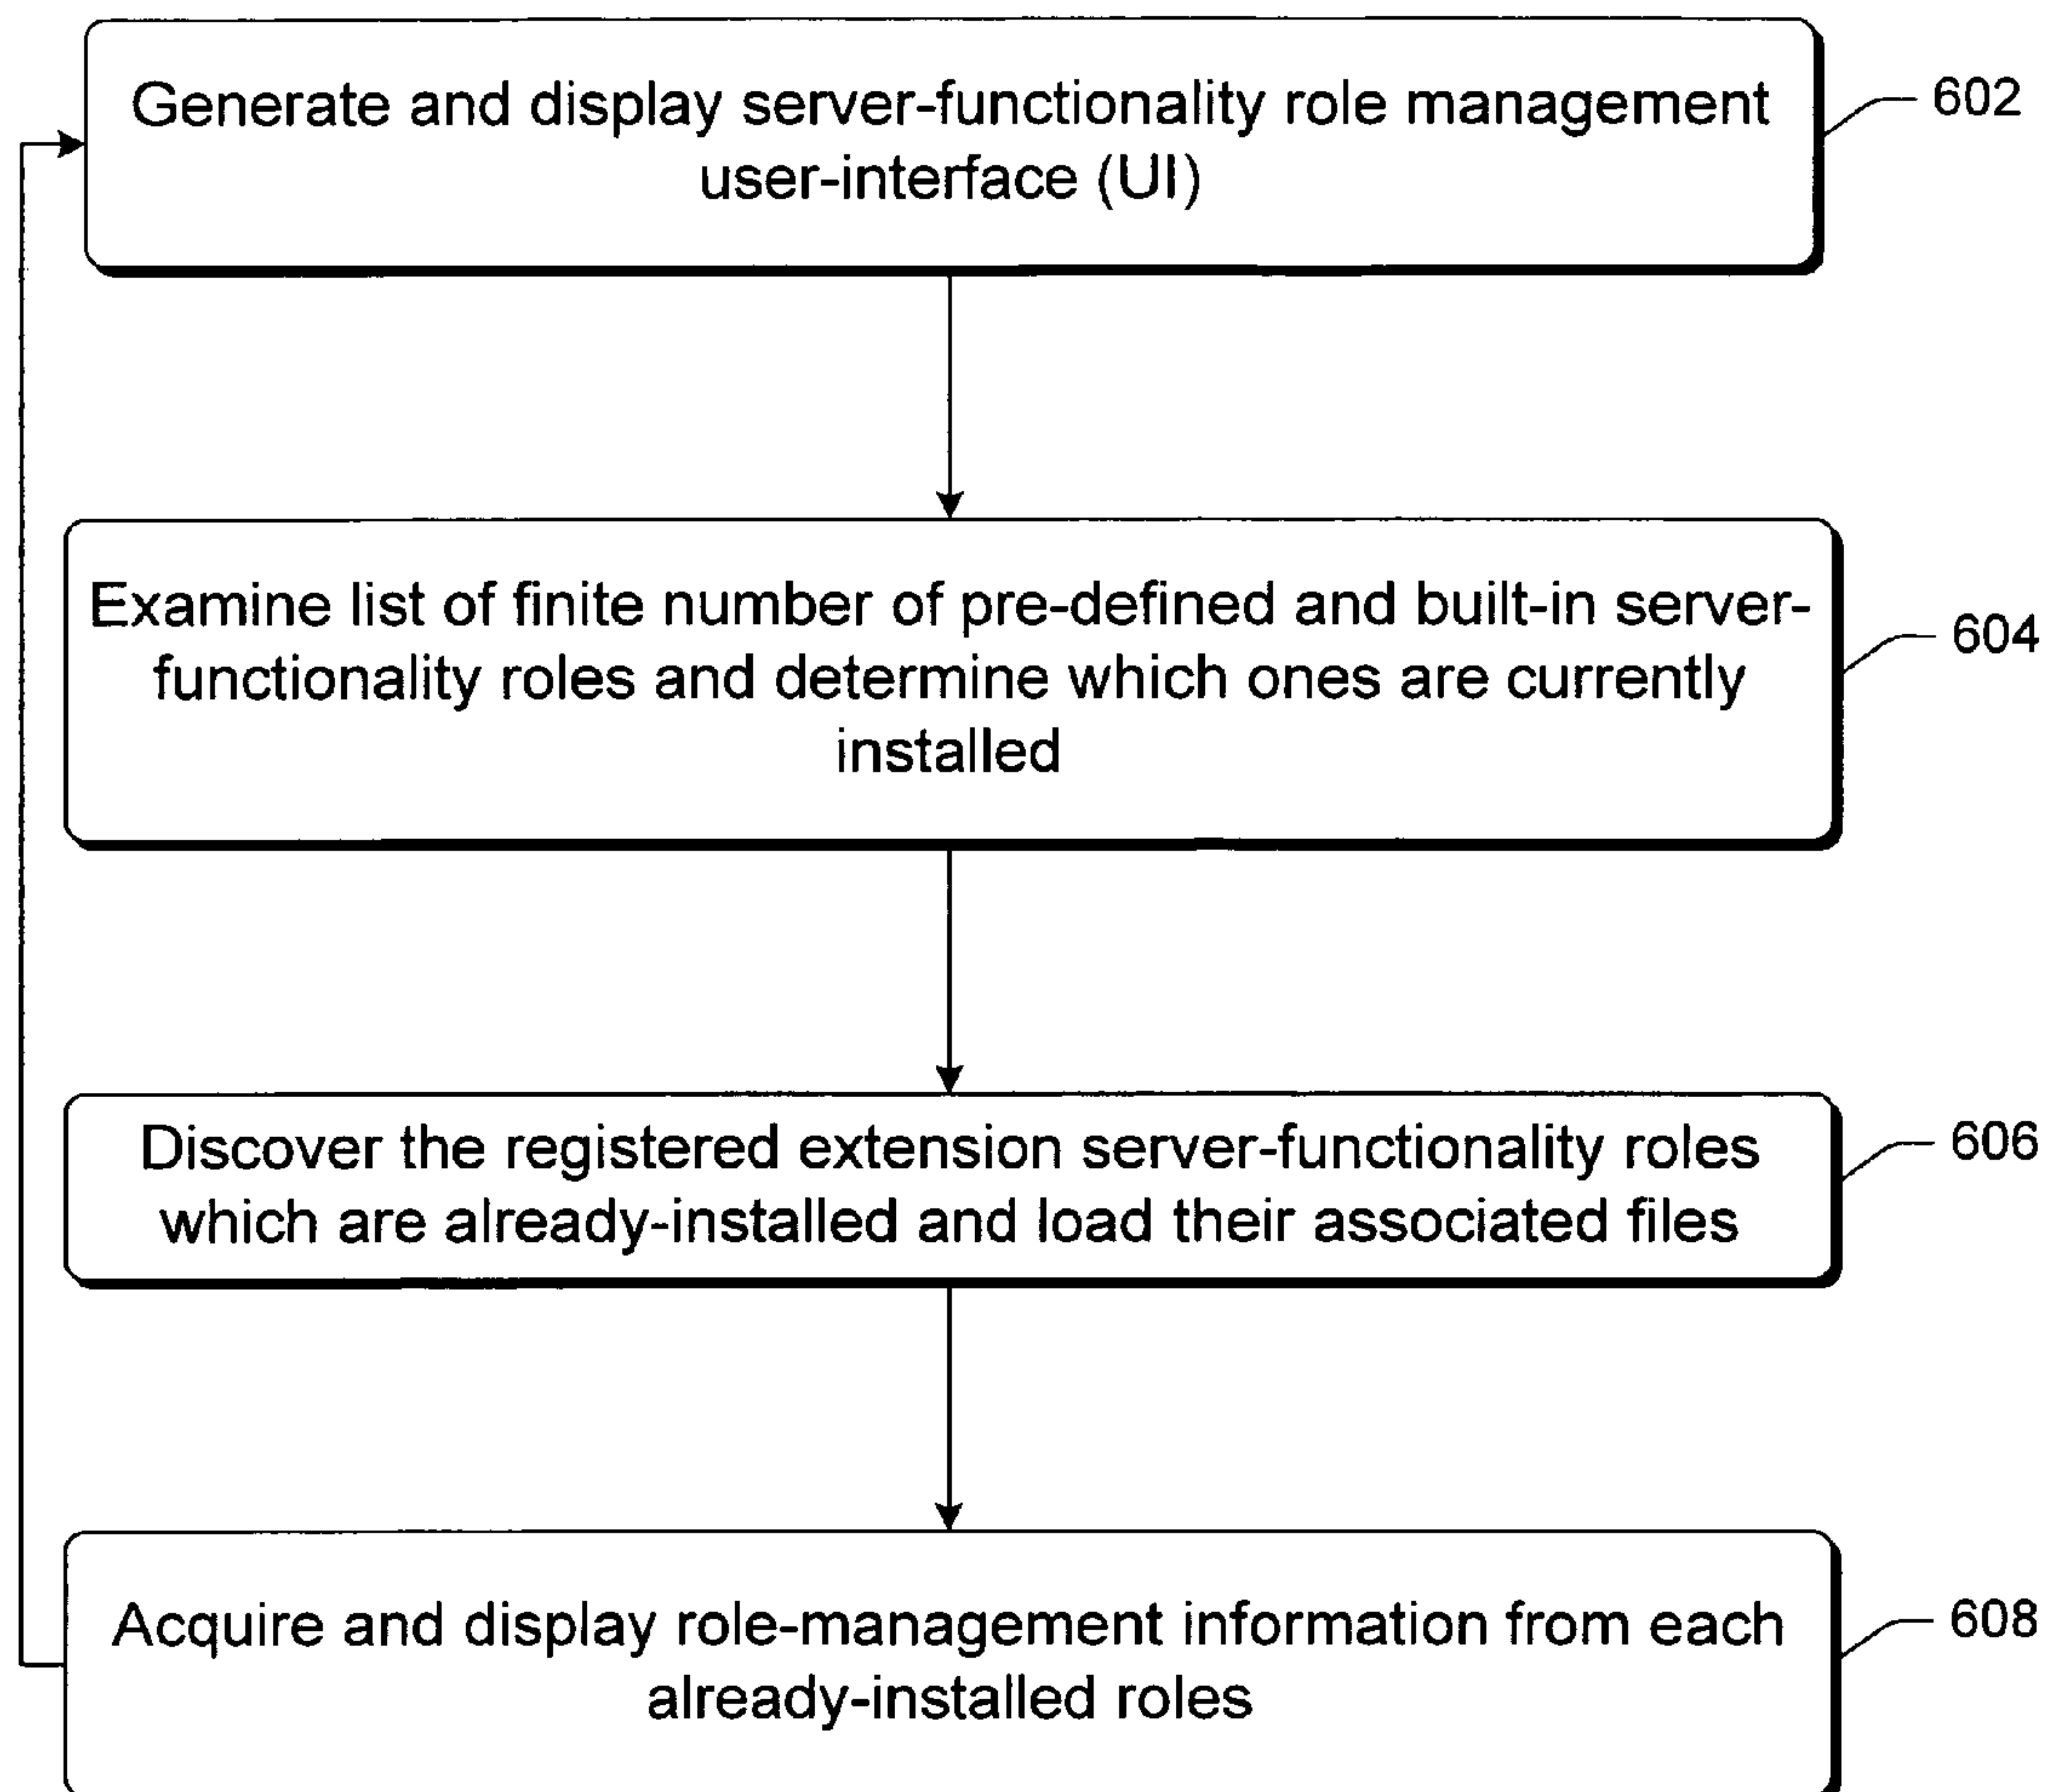 Generate and display server-functionality role management
user-interface (UI)
602
Examine list of finite number of pre-defined and built-in server-
functionality roles and determine which ones are currently
installed
604
Discover the registered extension server-functionality roles
which are already-installed and load their associated files
606
Acquire and display role-management information from each
already-installed roles
608